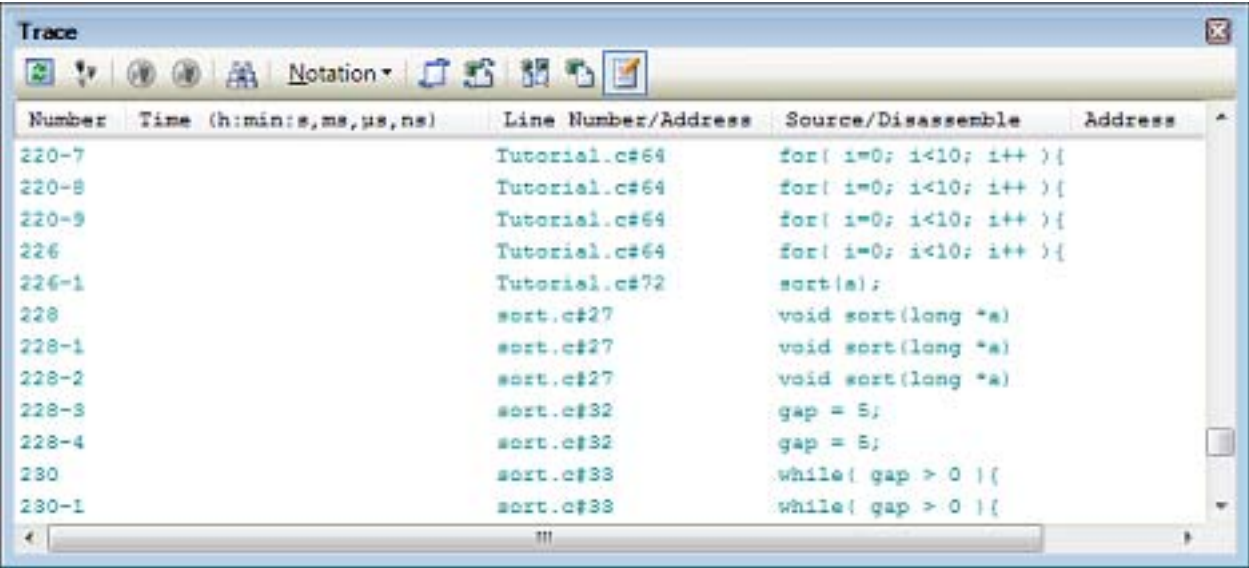 Trace
Notation
Number Time (h:min:s,ms,µs,ns) Line Number/Address Source/Disassemble Address
220-7 Tutorial.c#64 for( i=0; i<10; i++ ){
220-8 Tutorial.c#64 for( i=0; i<10; i++ ){
220-9 Tutorial.c#64 for( i=0; i<10; i++ ){
226 Tutorial.c#64 for( i=0; i<10; i++ ){
226-1 Tutorial.c#72 sort(a);
228 sort.c#27 void sort(long *a)
228-1 sort.c#27 void sort(long *a)
228-2 sort.c#27 void sort(long *a)
228-3 sort.c#32 gap = 5;
228-4 sort.c#32 gap = 5;
230 sort.c#33 while( gap > 0 ){
230-1 sort.c#33 while( gap > 0 ){